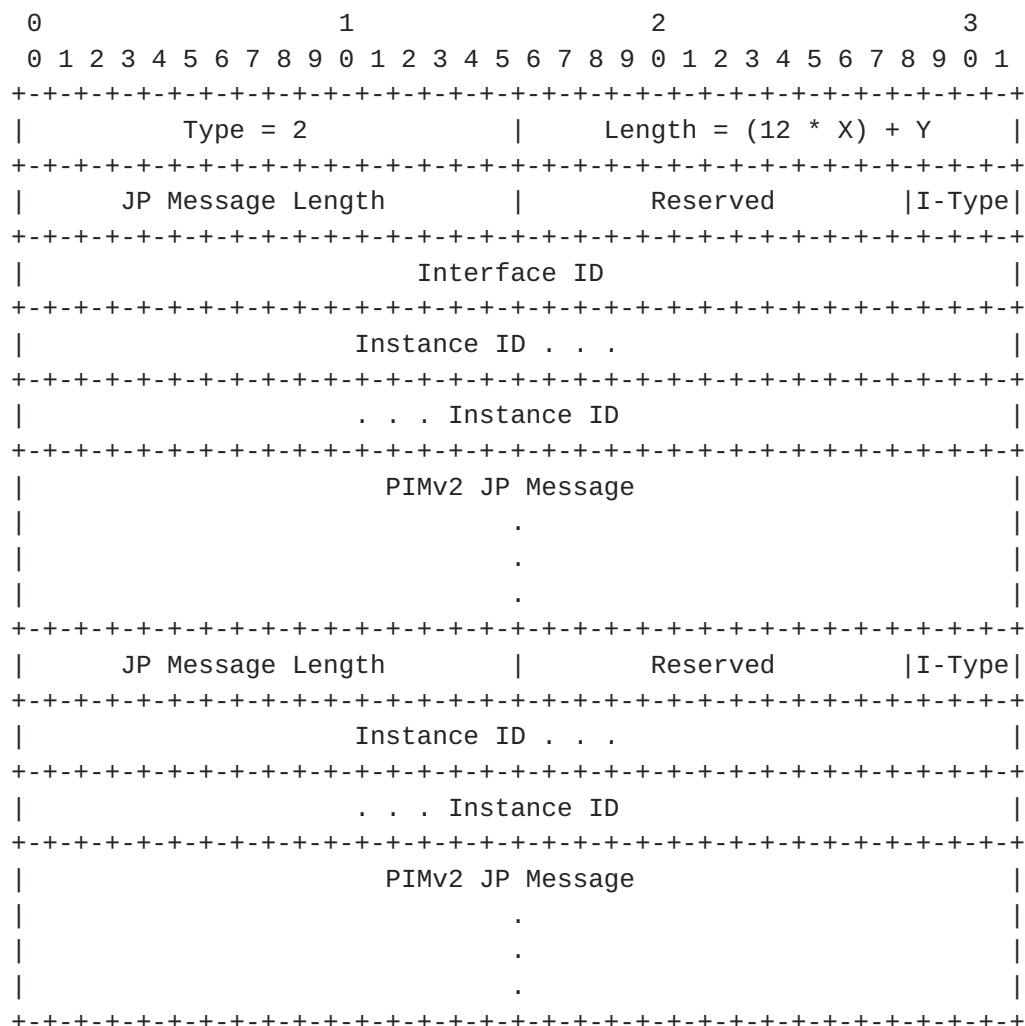 0                   1                   2                   3
 0 1 2 3 4 5 6 7 8 9 0 1 2 3 4 5 6 7 8 9 0 1 2 3 4 5 6 7 8 9 0 1
+-+-+-+-+-+-+-+-+-+-+-+-+-+-+-+-+-+-+-+-+-+-+-+-+-+-+-+-+-+-+-+-+
|          Type = 2             |     Length = (12 * X) + Y     |
+-+-+-+-+-+-+-+-+-+-+-+-+-+-+-+-+-+-+-+-+-+-+-+-+-+-+-+-+-+-+-+-+
|      JP Message Length        |        Reserved        |I-Type|
+-+-+-+-+-+-+-+-+-+-+-+-+-+-+-+-+-+-+-+-+-+-+-+-+-+-+-+-+-+-+-+-+
|                         Interface ID                          |
+-+-+-+-+-+-+-+-+-+-+-+-+-+-+-+-+-+-+-+-+-+-+-+-+-+-+-+-+-+-+-+-+
|                     Instance ID . . .                         |
+-+-+-+-+-+-+-+-+-+-+-+-+-+-+-+-+-+-+-+-+-+-+-+-+-+-+-+-+-+-+-+-+
|                     . . . Instance ID                         |
+-+-+-+-+-+-+-+-+-+-+-+-+-+-+-+-+-+-+-+-+-+-+-+-+-+-+-+-+-+-+-+-+
|                       PIMv2 JP Message                        |
|                               .                               |
|                               .                               |
|                               .                               |
+-+-+-+-+-+-+-+-+-+-+-+-+-+-+-+-+-+-+-+-+-+-+-+-+-+-+-+-+-+-+-+-+
|      JP Message Length        |        Reserved        |I-Type|
+-+-+-+-+-+-+-+-+-+-+-+-+-+-+-+-+-+-+-+-+-+-+-+-+-+-+-+-+-+-+-+-+
|                     Instance ID . . .                         |
+-+-+-+-+-+-+-+-+-+-+-+-+-+-+-+-+-+-+-+-+-+-+-+-+-+-+-+-+-+-+-+-+
|                     . . . Instance ID                         |
+-+-+-+-+-+-+-+-+-+-+-+-+-+-+-+-+-+-+-+-+-+-+-+-+-+-+-+-+-+-+-+-+
|                       PIMv2 JP Message                        |
|                               .                               |
|                               .                               |
|                               .                               |
+-+-+-+-+-+-+-+-+-+-+-+-+-+-+-+-+-+-+-+-+-+-+-+-+-+-+-+-+-+-+-+-+